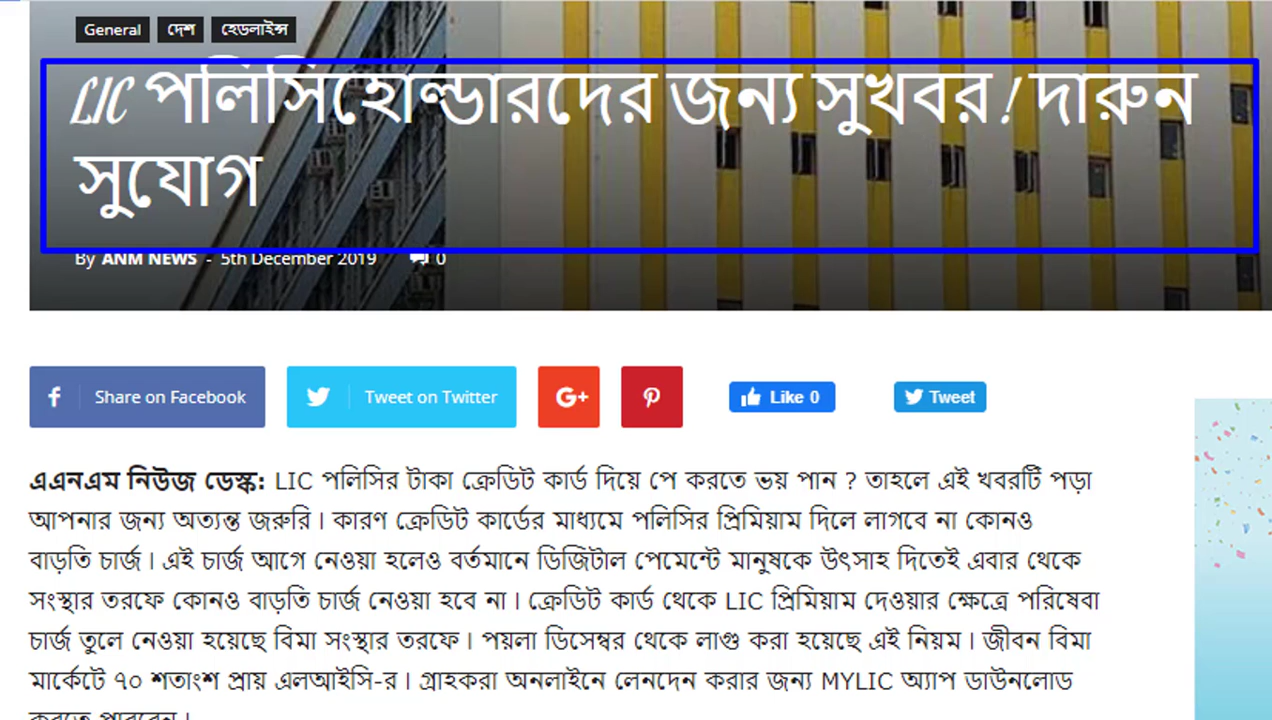 General দেশ হেডলাইন্স
LIC পলিসিহোল্ডারদের জন্য সুখবর! দারুন
সুযোগ
By ANM NEWS - 5th December 2019 0
Share on Facebook Tweet on Twitter G+ Like 0 Tweet
এএনএম নিউজ ডেস্ক: LIC পলিসির টাকা ক্রেডিট কার্ড দিয়ে পে করতে ভয় পান ? তাহলে এই খবরটি পড়া
আপনার জন্য অত্যন্ত জরুরি। কারণ ক্রেডিট কার্ডের মাধ্যমে পলিসির প্রিমিয়াম দিলে লাগবে না কোনও
বাড়তি চার্জ। এই চার্জ আগে নেওয়া হলেও বর্তমানে ডিজিটাল পেমেন্টে মানুষকে উৎসাহ দিতেই এবার থেকে
সংস্থার তরফে কোনও বাড়তি চার্জ নেওয়া হবে না। ক্রেডিট কার্ড থেকে LIC প্রিমিয়াম দেওয়ার ক্ষেত্রে পরিষেবা
চার্জ তুলে নেওয়া হয়েছে বিমা সংস্থার তরফে। পয়লা ডিসেম্বর থেকে লাগু করা হয়েছে এই নিয়ম। জীবন বিমা
মার্কেটে ৭০ শতাংশ প্রায় এলআইসি-র। গ্রাহকরা অনলাইনে লেনদেন করার জন্য MYLIC অ্যাপ ডাউনলোড
করতে পারবেন।